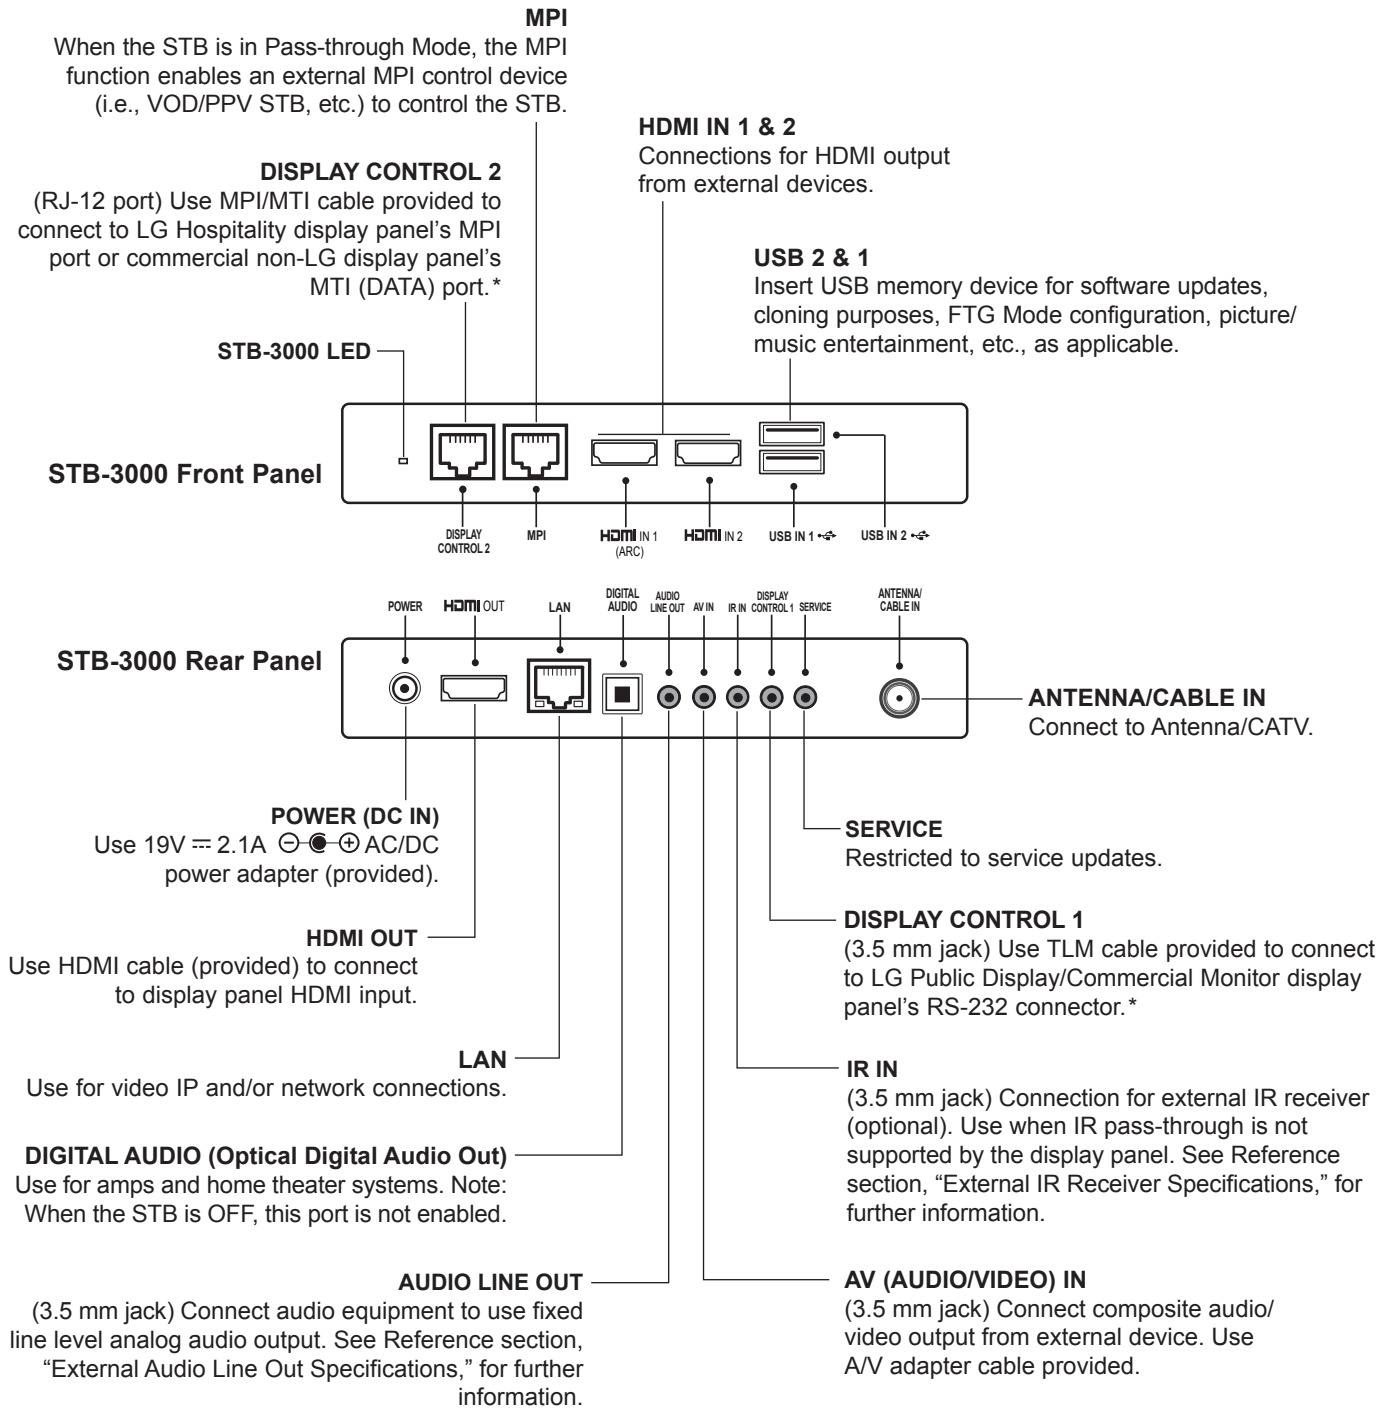 MPI
When the STB is in Pass-through Mode, the MPI
function enables an external MPI control device
(i.e., VOD/PPV STB, etc.) to control the STB.
HDMI IN 1 & 2
Connections for HDMI output
from external devices.
DISPLAY CONTROL 2
(RJ-12 port) Use MPI/MTI cable provided to
connect to LG Hospitality display panel’s MPI
port or commercial non-LG display panel’s
MTI (DATA) port.*
USB 2 & 1
Insert USB memory device for software updates,
cloning purposes, FTG Mode configuration, picture/
music entertainment, etc., as applicable.
STB-3000 LED
STB-3000 Front Panel
DISPLAY
CONTROL 2
MPI
HDMI IN 1
(ARC)
HDMI IN 2
USB IN 1
USB IN 2
POWER
HDMI OUT
LAN
DIGITAL
AUDIO
AUDIO
LINE OUT
AV IN
IR IN
DISPLAY
CONTROL 1
SERVICE
ANTENNA/
CABLE IN
STB-3000 Rear Panel
ANTENNA/CABLE IN
Connect to Antenna/CATV.
POWER (DC IN)
Use 19V ⎓ 2.1A AC/DC
power adapter (provided).
SERVICE
Restricted to service updates.
HDMI OUT
Use HDMI cable (provided) to connect
to display panel HDMI input.
DISPLAY CONTROL 1
(3.5 mm jack) Use TLM cable provided to connect
to LG Public Display/Commercial Monitor display
panel’s RS-232 connector.*
LAN
Use for video IP and/or network connections.
IR IN
(3.5 mm jack) Connection for external IR receiver
(optional). Use when IR pass-through is not
supported by the display panel. See Reference
section, “External IR Receiver Specifications,” for
further information.
DIGITAL AUDIO (Optical Digital Audio Out)
Use for amps and home theater systems. Note:
When the STB is OFF, this port is not enabled.
AUDIO LINE OUT
(3.5 mm jack) Connect audio equipment to use fixed
line level analog audio output. See Reference section,
“External Audio Line Out Specifications,” for further
information.
AV (AUDIO/VIDEO) IN
(3.5 mm jack) Connect composite audio/
video output from external device. Use
A/V adapter cable provided.